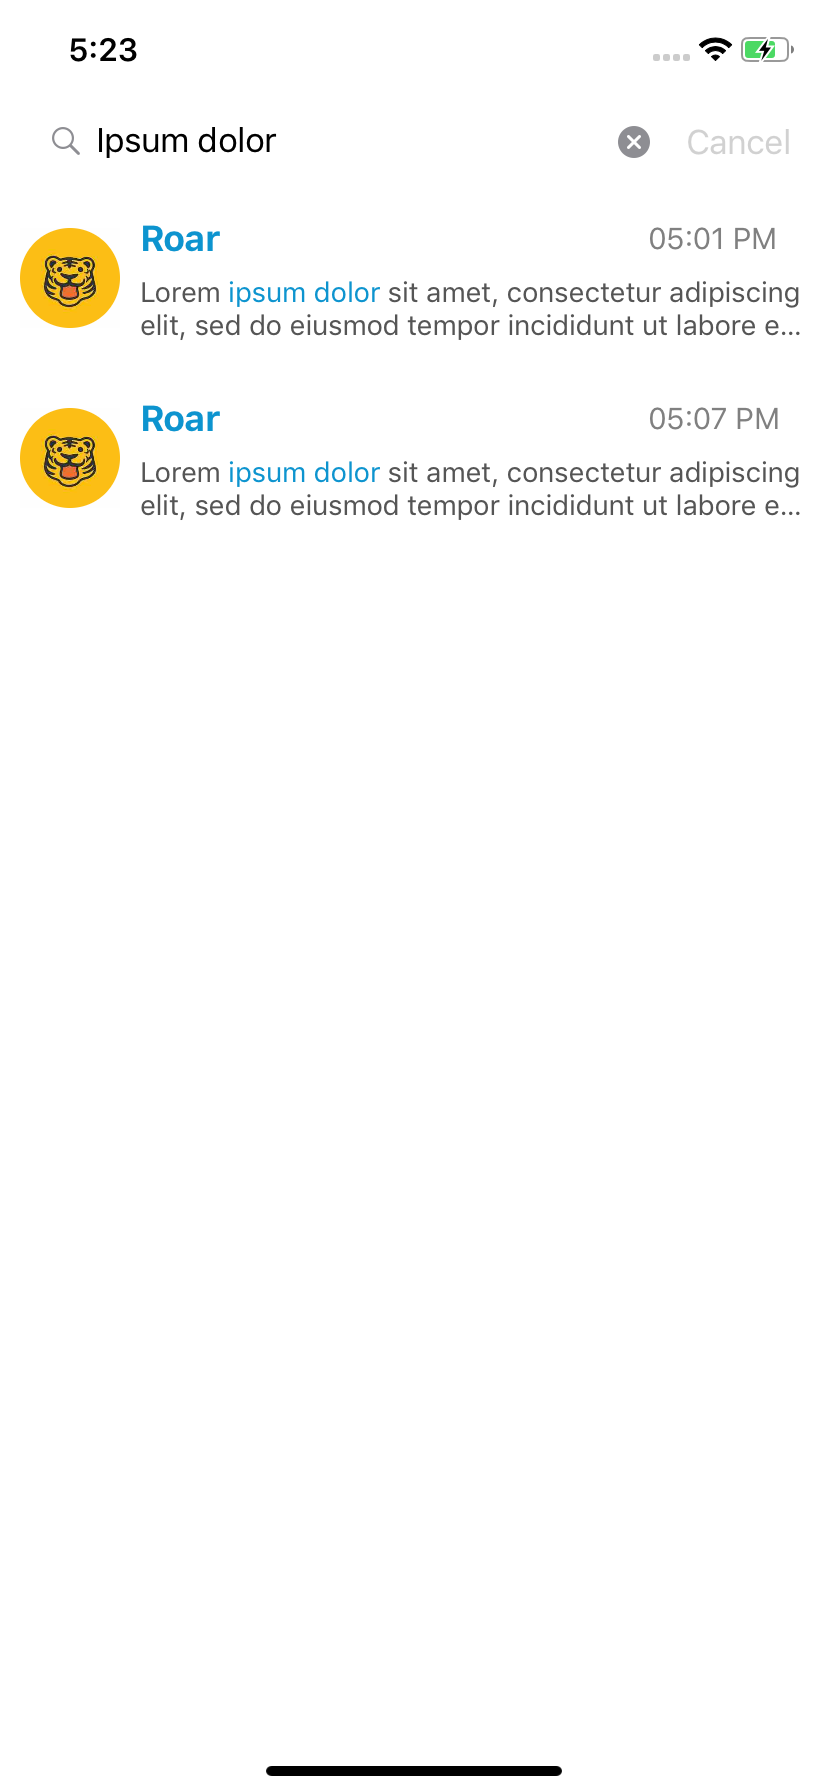 5:23
Ipsum dolor
Cancel
Roar
05:01 PM
Lorem ipsum dolor sit amet, consectetur adipiscing
elit, sed do eiusmod tempor incididunt ut labore e...
Roar
05:07 PM
Lorem ipsum dolor sit amet, consectetur adipiscing
elit, sed do eiusmod tempor incididunt ut labore e...